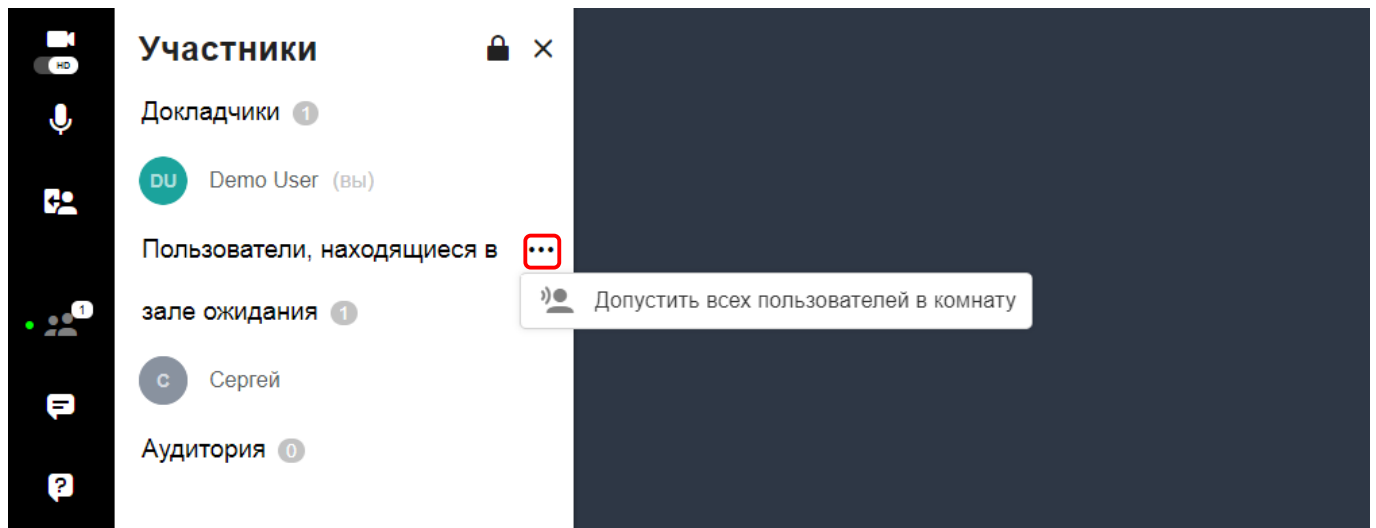 HD
1
Участники
Докладчики 1
DU Demo User (вы)
Пользователи, находящиеся в
зале ожидания 1
Допустить всех пользователей в комнату
С Сергей
Аудитория 0
?